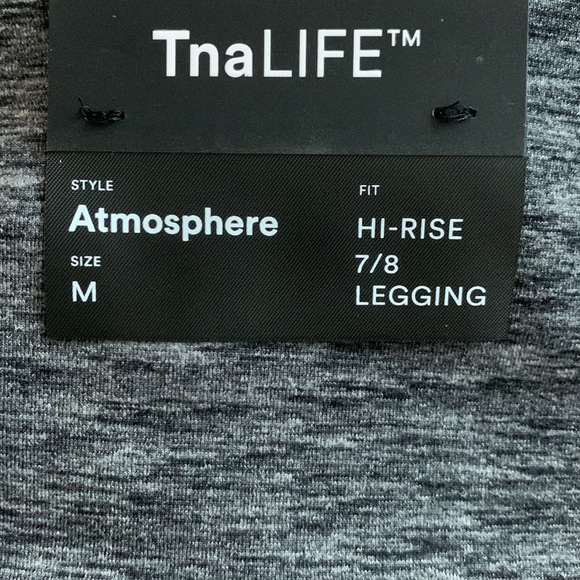 TnaLIFE™
STYLE
Atmosphere
SIZE
M
FIT
HI-RISE
7/8
LEGGING